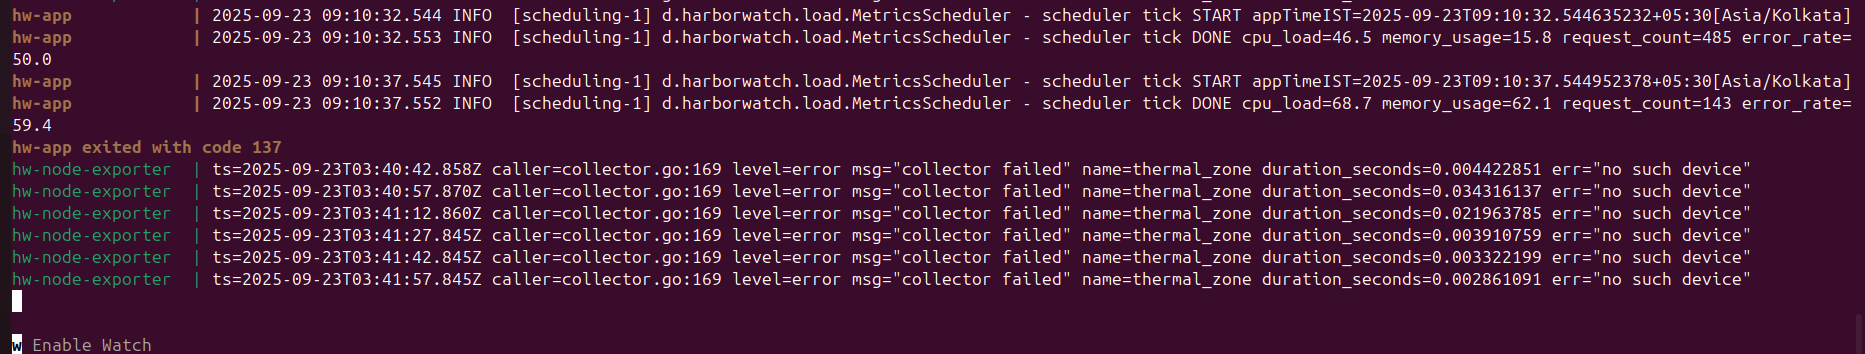 hw-app | 2025-09-23 09:10:32.544 INFO [scheduling-1] d.harborwatch.load.MetricsScheduler - scheduler tick START appTimeIST=2025-09-23T09:10:32.544635232+05:30[Asia/Kolkata]
hw-app | 2025-09-23 09:10:32.553 INFO [scheduling-1] d.harborwatch.load.MetricsScheduler - scheduler tick DONE cpu_load=46.5 memory_usage=15.8 request_count=485 error_rate=
50.0
hw-app | 2025-09-23 09:10:37.545 INFO [scheduling-1] d.harborwatch.load.MetricsScheduler - scheduler tick START appTimeIST=2025-09-23T09:10:37.544952378+05:30[Asia/Kolkata]
hw-app | 2025-09-23 09:10:37.552 INFO [scheduling-1] d.harborwatch.load.MetricsScheduler - scheduler tick DONE cpu_load=68.7 memory_usage=62.1 request_count=143 error_rate=
59.4
hw-app exited with code 137
hw-node-exporter | ts=2025-09-23T03:40:42.858Z caller=collector.go:169 level=error msg="collector failed" name=thermal_zone duration_seconds=0.004422851 err="no such device"
hw-node-exporter | ts=2025-09-23T03:40:57.870Z caller=collector.go:169 level=error msg="collector failed" name=thermal_zone duration_seconds=0.034316137 err="no such device"
hw-node-exporter | ts=2025-09-23T03:41:12.860Z caller=collector.go:169 level=error msg="collector failed" name=thermal_zone duration_seconds=0.021963785 err="no such device"
hw-node-exporter | ts=2025-09-23T03:41:27.845Z caller=collector.go:169 level=error msg="collector failed" name=thermal_zone duration_seconds=0.003910759 err="no such device"
hw-node-exporter | ts=2025-09-23T03:41:42.845Z caller=collector.go:169 level=error msg="collector failed" name=thermal_zone duration_seconds=0.003322199 err="no such device"
hw-node-exporter | ts=2025-09-23T03:41:57.845Z caller=collector.go:169 level=error msg="collector failed" name=thermal_zone duration_seconds=0.002861091 err="no such device"
w Enable Watch